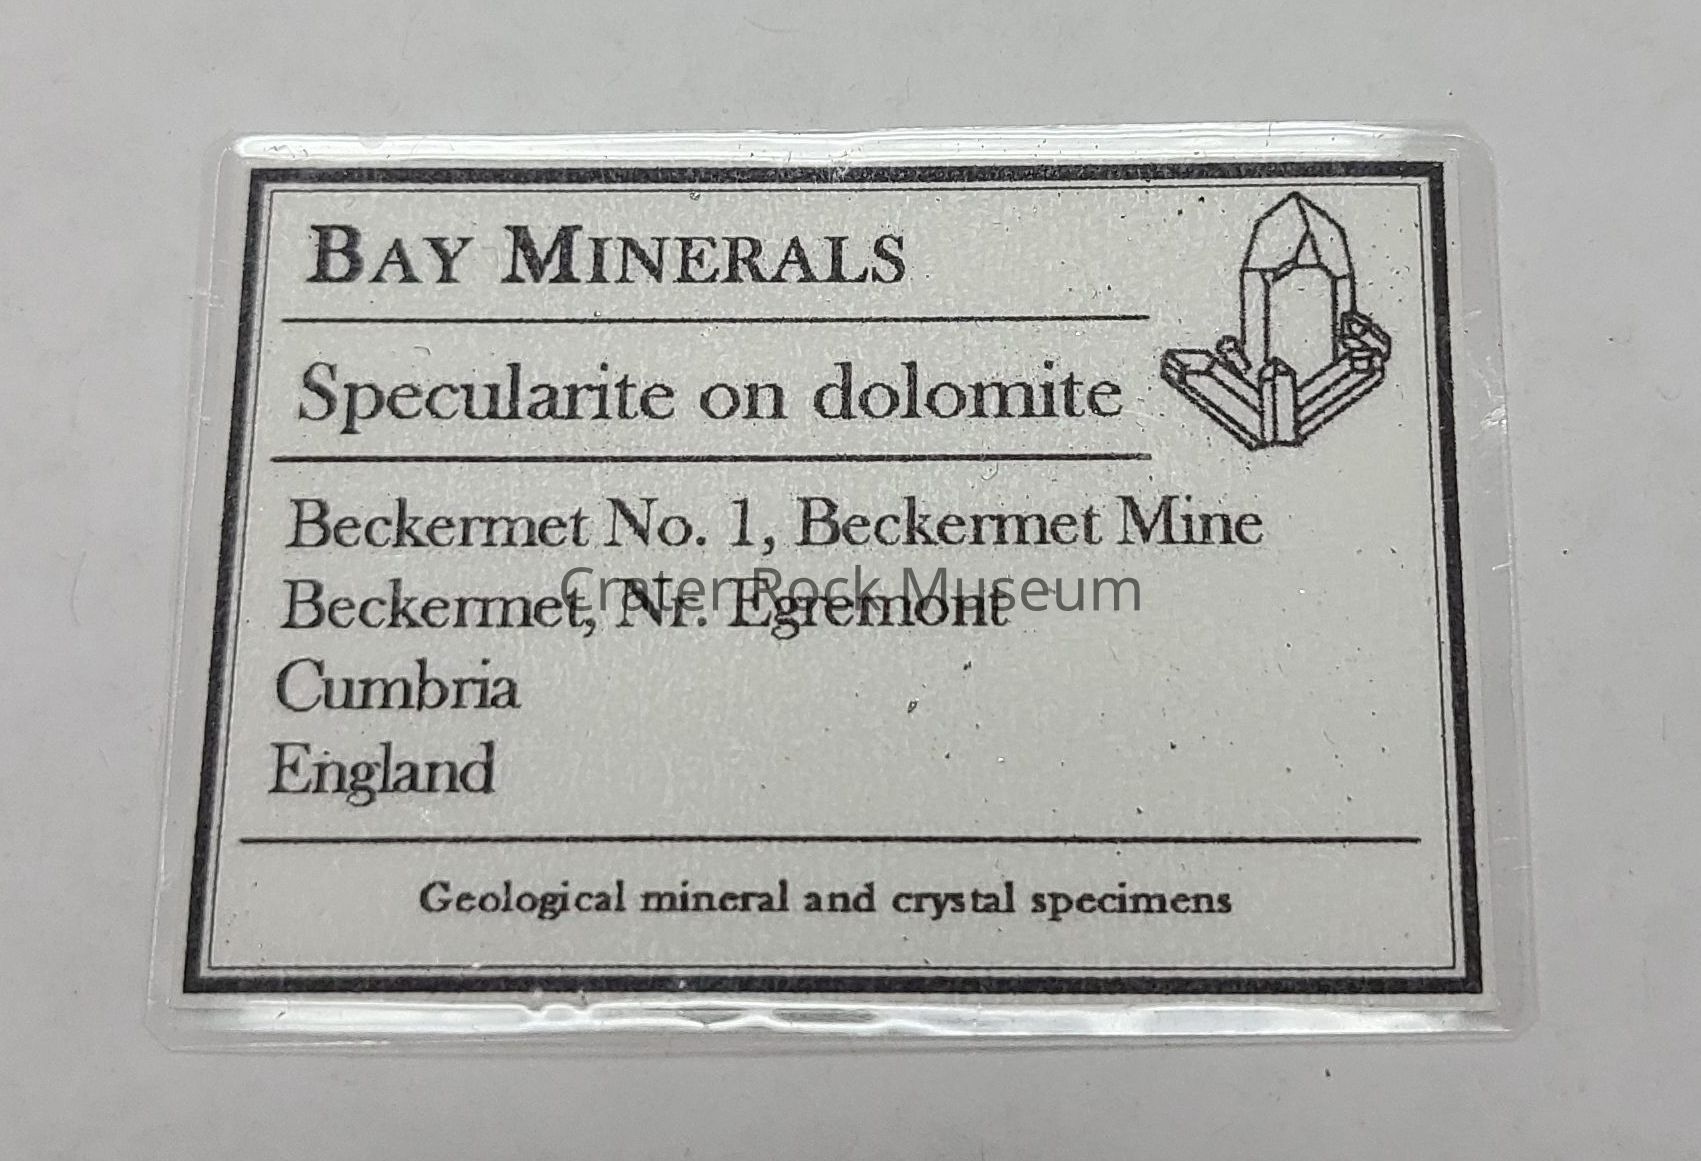 BAY MINERALS
Specularite on dolomite
Beckermet No. 1, Beckermet Mine
Beckermet, Nr. Egremont
Crater Rock Museum
Cumbria
England
Geological mineral and crystal specimens